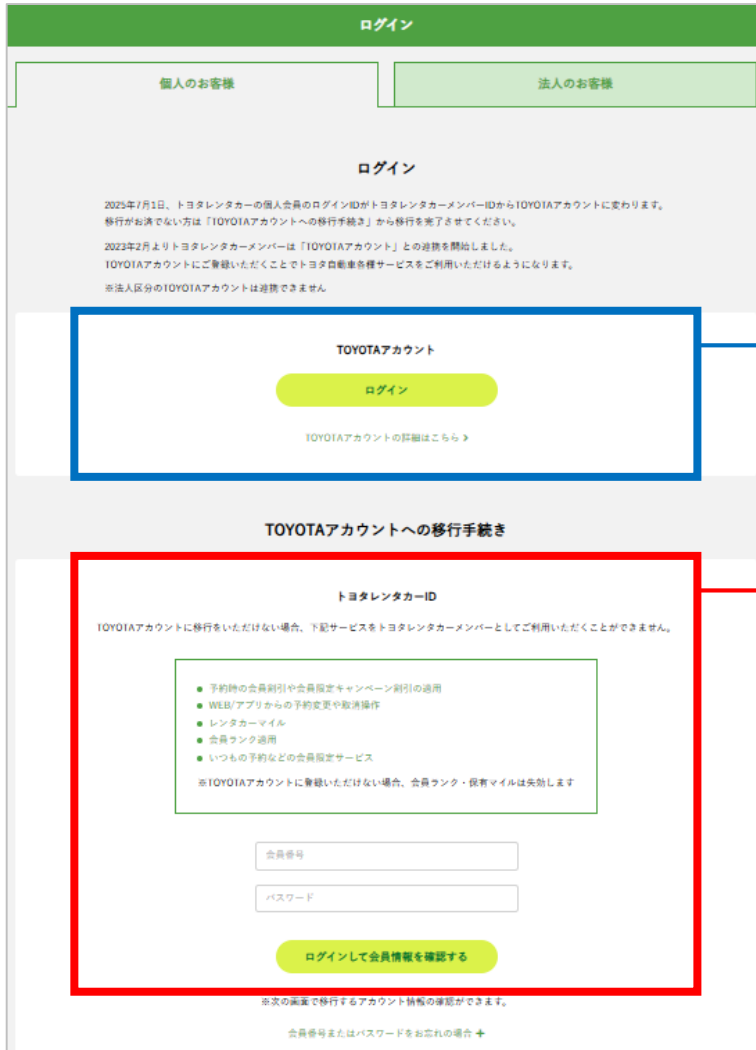 ログイン
個人のお客様
法人のお客様
ログイン
2025年7月1日、トヨタレンタカーの個人会員のログインIDがトヨタレンタカーメンバーIDからTOYOTAアカウントに変わります。
移行がお済でない方は「TOYOTAアカウントへの移行手続き」から移行を完了させてください。
2023年2月よりトヨタレンタカーメンバーは「TOYOTAアカウント」との連携を開始しました。
TOYOTAアカウントにご登録いただくことでトヨタ自動車各種サービスをご利用いただけるようになります。
※法人区分のTOYOTAアカウントは連携できません
TOYOTAアカウント
ログイン
TOYOTAアカウントの詳細はこちら
TOYOTAアカウントへの移行手続き
トヨタレンタカーID
TOYOTAアカウントに移行をいただけない場合、下記サービスをトヨタレンタカーメンバーとしてご利用いただくことができません。
● 予約時の会員割引や会員限定キャンペーン割引の適用
● WEB/アプリからの予約変更や取消操作
● レンタカーマイル
● 会員ランク適用
● いつもの予約などの会員限定サービス
※TOYOTAアカウントに登録いただけない場合、会員ランク・保有マイルは失効します
会員番号
パスワード
ログインして会員情報を確認する
※次の画面で移行するアカウント情報の確認ができます。
会員番号またはパスワードをお忘れの場合 +